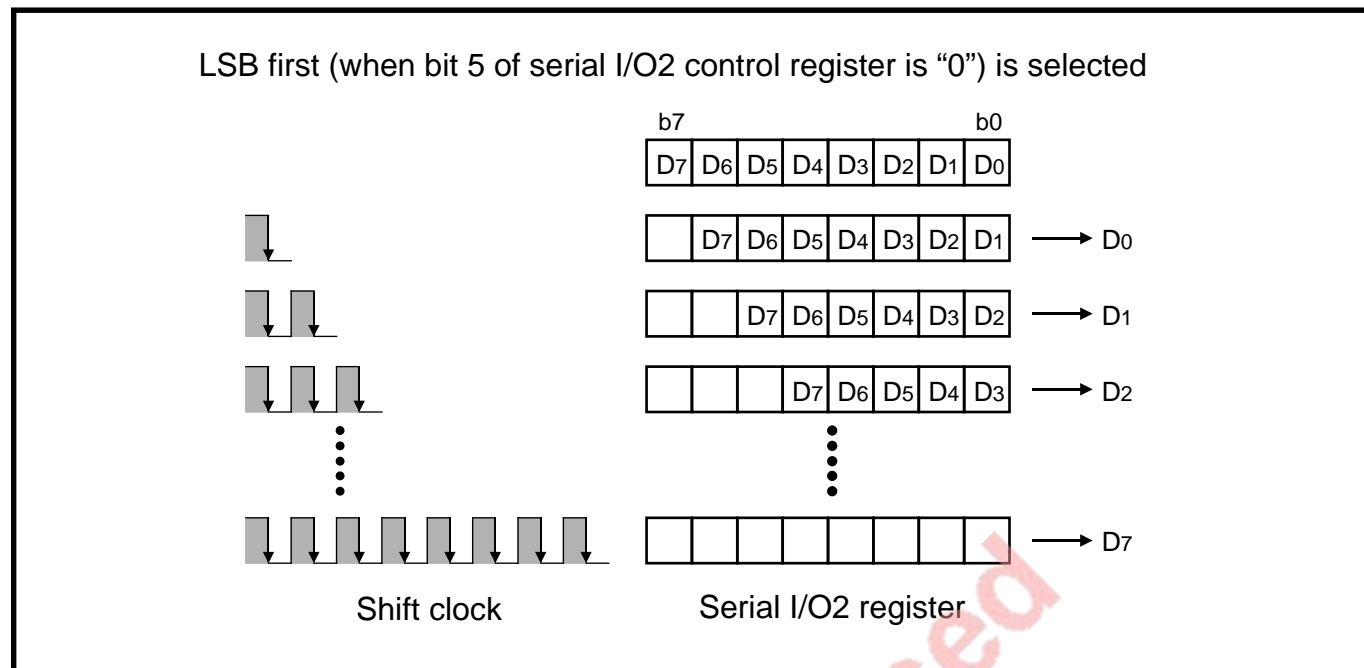 LSB first (when bit 5 of serial I/O2 control register is “0”) is selected
b7 b0
D7 D6 D5 D4 D3 D2 D1 D0
D7 D6 D5 D4 D3 D2 D1 D0
D7 D6 D5 D4 D3 D2 D1
D7 D6 D5 D4 D3 D2
Shift clock Serial I/O2 register D7